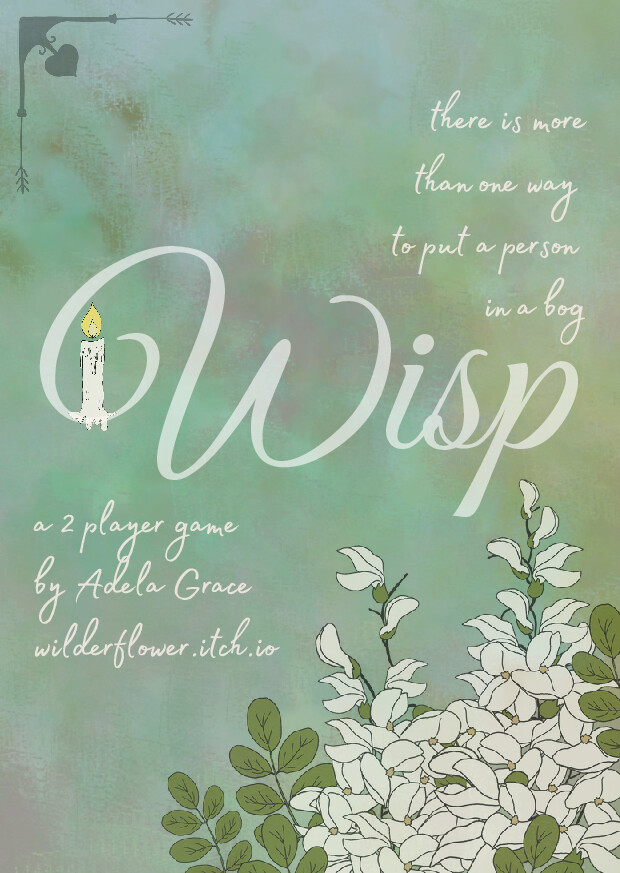 there is more
than one way
to put a person
in a bog
Wisp
a 2 player game
by Adela Grace
wilderflower.itch.io